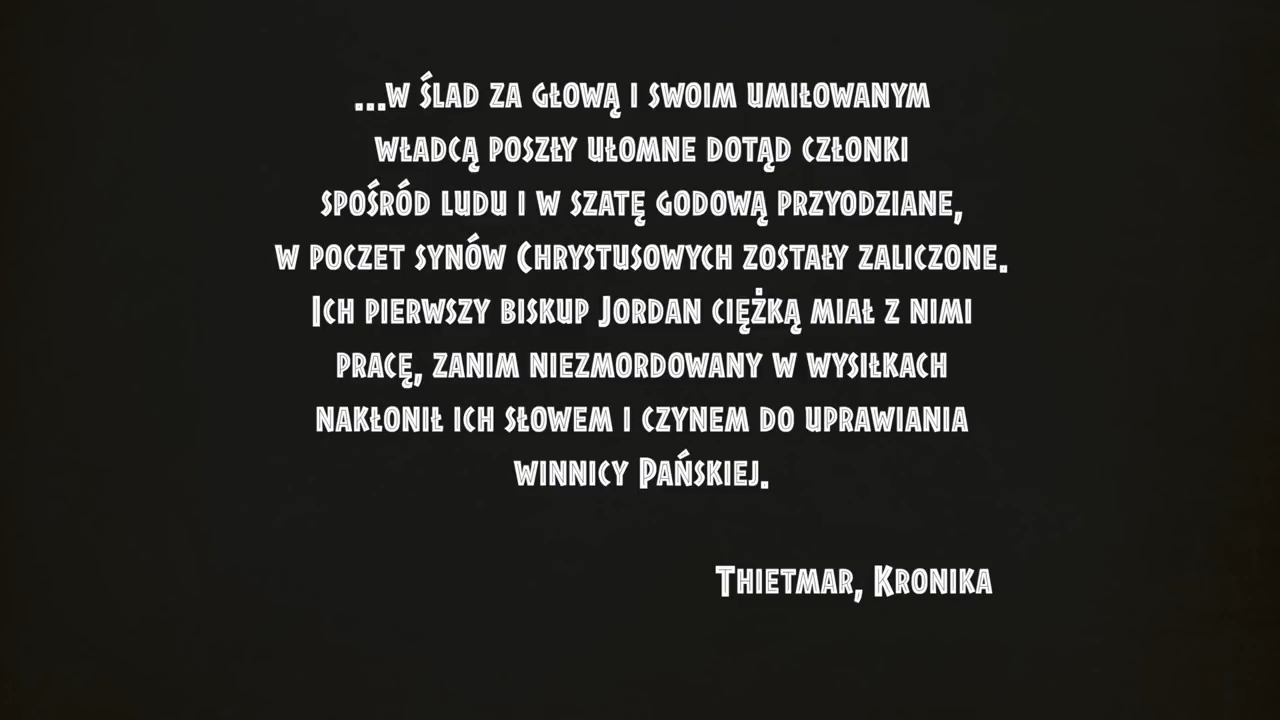 ...w ślad za głową i swoim umiłowanym
władcą poszły ułomne dotąd członki
spośród ludu i w szatę godową przyodziane,
w poczet synów Chrystusowych zostały zaliczone.
Ich pierwszy biskup Jordan ciężką miał z nimi
pracę, zanim niezmordowany w wysiłkach
nakłonił ich słowem i czynem do uprawiania
winnicy Pańskiej.
Thietmar, Kronika